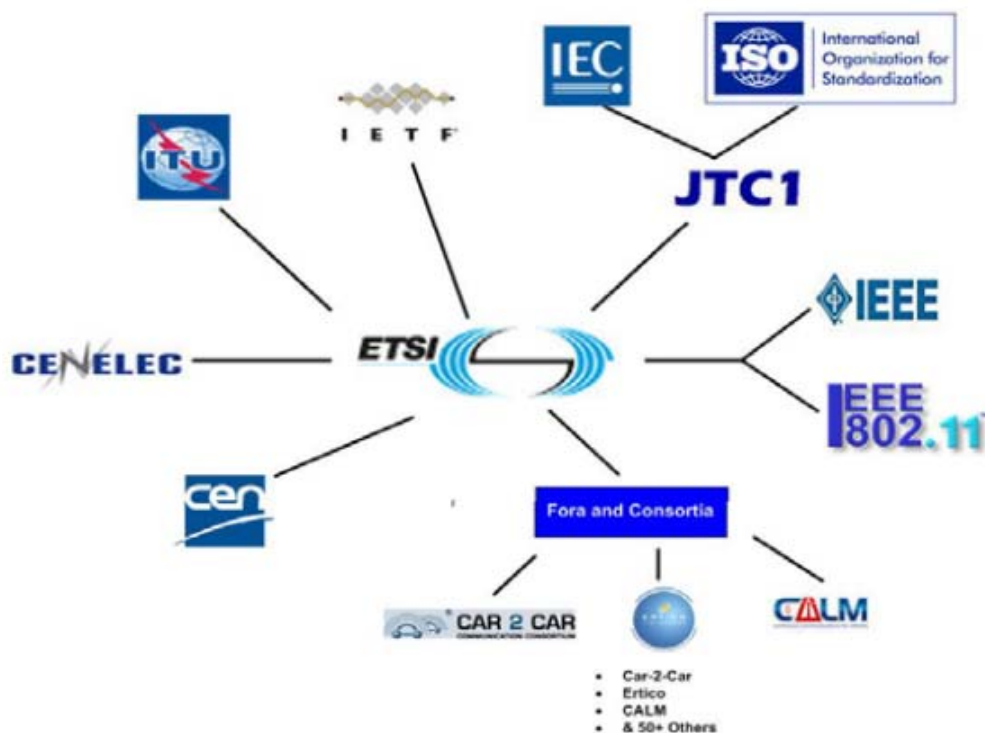 IEC
ISO
International
Organization for
Standardization
I E T F
ITU
JTC1
IEEE
ETSI
CENELEC
IEEE
802.11
cen
Fora and Consortia
CAR 2 CAR
COMMUNICATION CONSORTIUM
CALM
• Car-2-Car
• Ertico
• CALM
• & 50+ Others